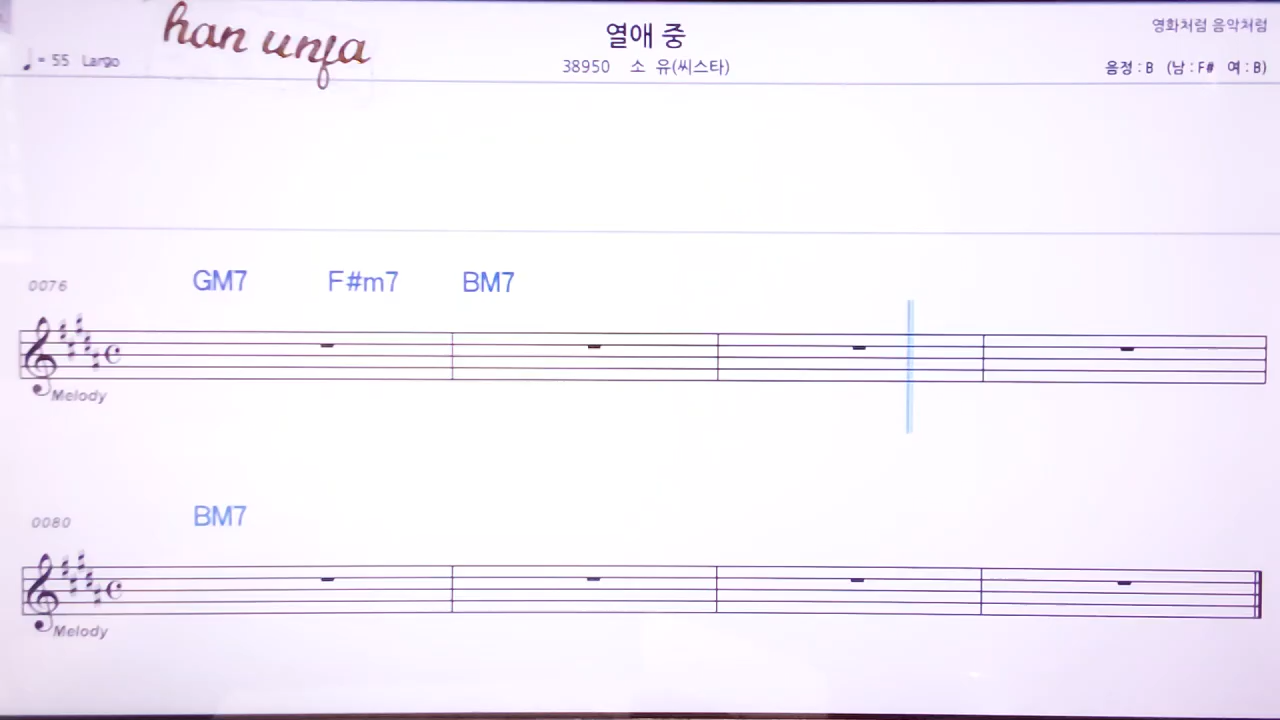 han unfa
열애 중
영화처럼 음악처럼
♩= 55 Largo
38950 소 유(씨스타)
음정 : B (남 : F# 여 : B)
0076 GM7 F#m7 BM7
Melody
0080 BM7
Melody